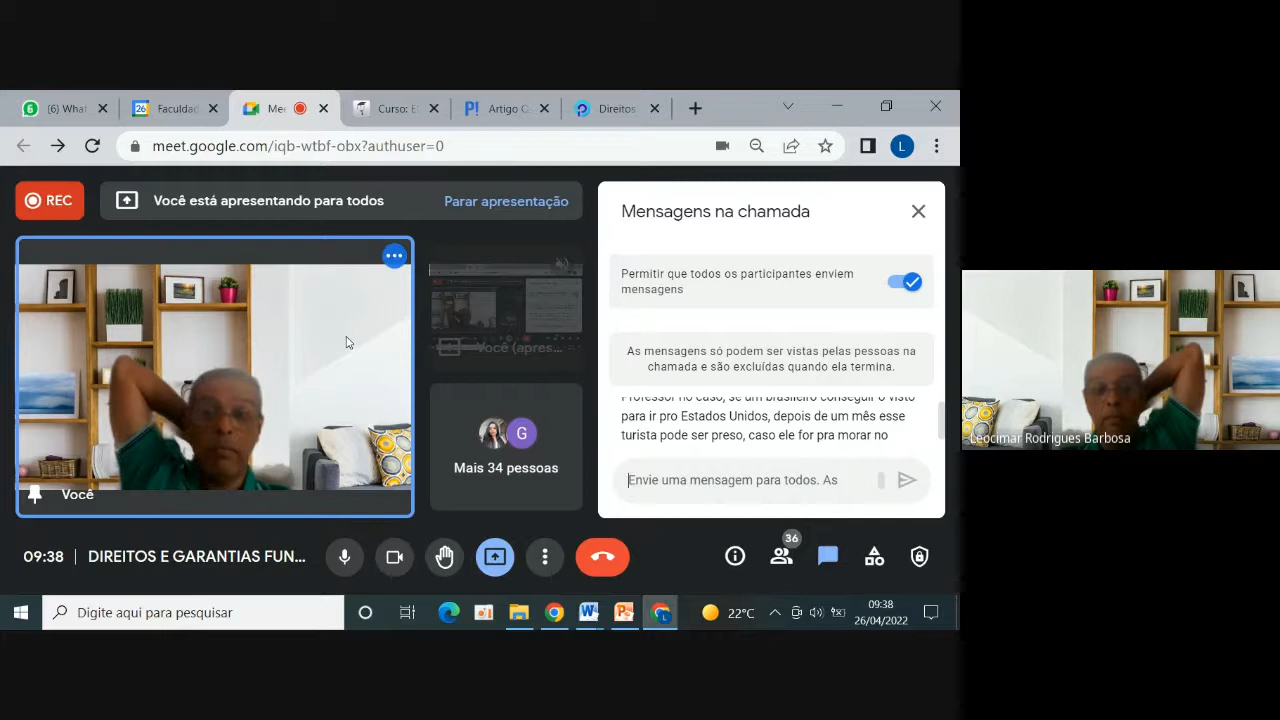 (6) What
26
Faculdad
Mee
Curso: E
P!
Artigo
Direitos
meet.google.com/iqb-wtbf-obx?authuser=0
L
REC
Você está apresentando para todos
Parar apresentação
Mensagens na chamada
Permitir que todos os participantes enviem
mensagens
As mensagens só podem ser vistas pelas pessoas na
chamada e são excluídas quando ela termina.
Professor no caso, se um brasileiro conseguir o visto
para ir pro Estados Unidos, depois de um mês esse
turista pode ser preso, caso ele for pra morar no
Envie uma mensagem para todos. As
Você (apres...
G
Mais 34 pessoas
Você
Leocimar Rodrigues Barbosa
09:38
DIREITOS E GARANTIAS FUN...
36
Digite aqui para pesquisar
22°C
09:38
26/04/2022